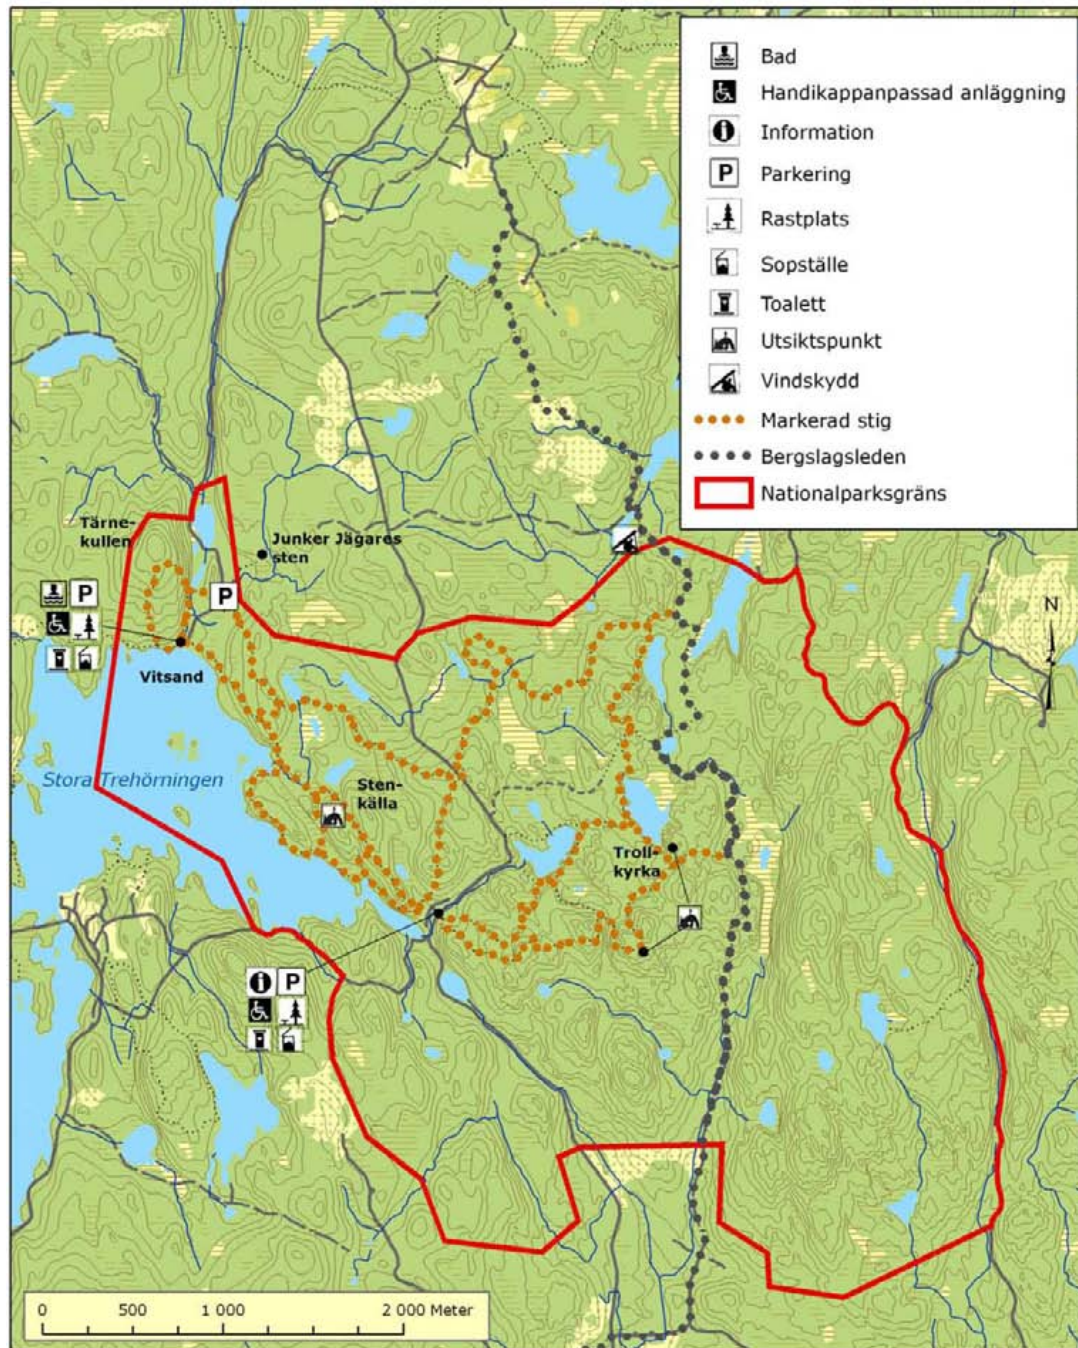 Bad
Handikappanpassad anläggning
Information
P
Parkering
Rastplats
Sopställe
Toalett
Utsiktspunkt
Vindskydd
Markerad stig
Bergslagsleden
Nationalparksgräns
Tärne-
kullen
Junker Jägares
sten
P
P
N
Vitsand
Stora Trehörningen
Sten-
källa
Troll-
kyrka
P
0 500 1 000 2 000 Meter